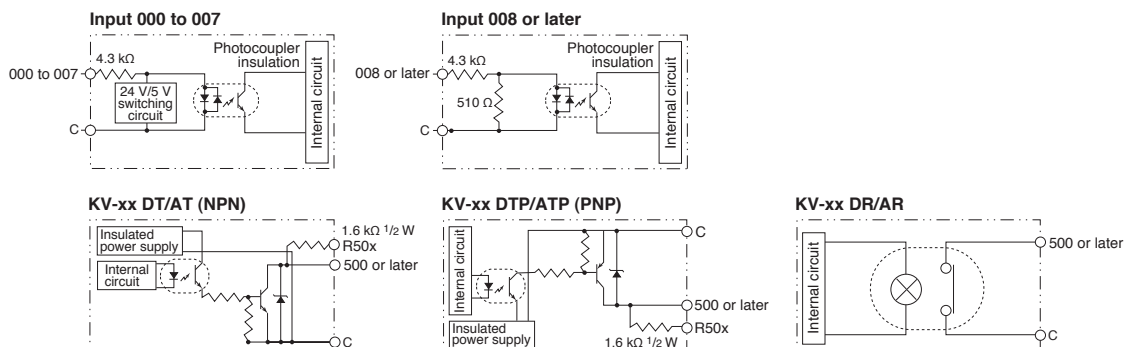 Input 000 to 007
4.3 kΩ
Photocoupler
insulation
000 to 007
24 V/5 V
switching
circuit
C
Internal circuit
Input 008 or later
4.3 kΩ
Photocoupler
insulation
008 or later
510 Ω
C
Internal circuit
KV-xx DT/AT (NPN)
1.6 kΩ 1/2 W
Insulated
power supply
R50x
500 or later
Internal
circuit
C
KV-xx DTP/ATP (PNP)
C
Internal circuit
500 or later
Insulated
power supply
R50x
1.6 kΩ 1/2 W
KV-xx DR/AR
500 or later
Internal circuit
C